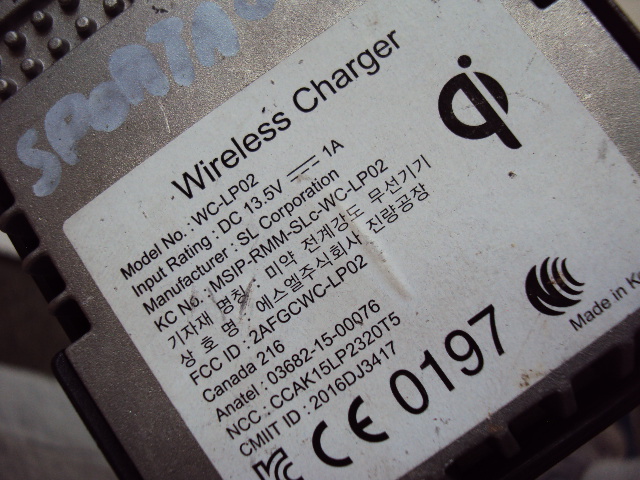 SPORTA
Wireless Charger
Model No. : WC-LP02
Input Rating : DC 13.5V 1A
Manufacturer : SL Corporation
KC No. : MSIP-RMM-SLc-WC-LP02
기자재 명칭 : 미약 전계강도 무선기기
상 호 명 : 에스엘주식회사 진량공장
FCC ID : 2AFGCWC-LP02
Canada 216
Anatel : 03682-15-00076
NCC : CCAK15LP2320T5
CMIIT ID : 2016DJ3417
CE 0197
Made in